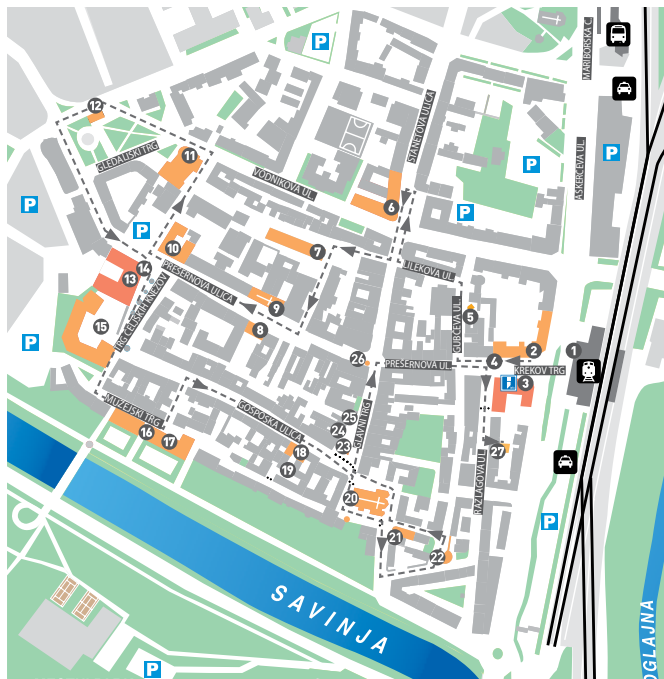 P
MARIBORSKA C.
12
GLEDALIŠKI TRG
11
STANETOVA ULICA
VODNIKOVA UL.
P
P
AŠKERČEVA UL.
P
6
P
P
10
7
14
13
PREŠERNOVA ULICA
LILEKOVA UL.
9
8
15
TRG CELJSKIH KNEZOV
5
GUBČEVA UL.
P
26
PREŠERNOVA UL.
4
2
1
KREKOV TRG
3
MUZEJSKI TRG
16
17
GOSPOSKA ULICA
25
24
23
GLAVNI TRG
18
19
27
RAZLAGOVA UL.
20
P
21
22
SAVINJA
P
OGLAJNA